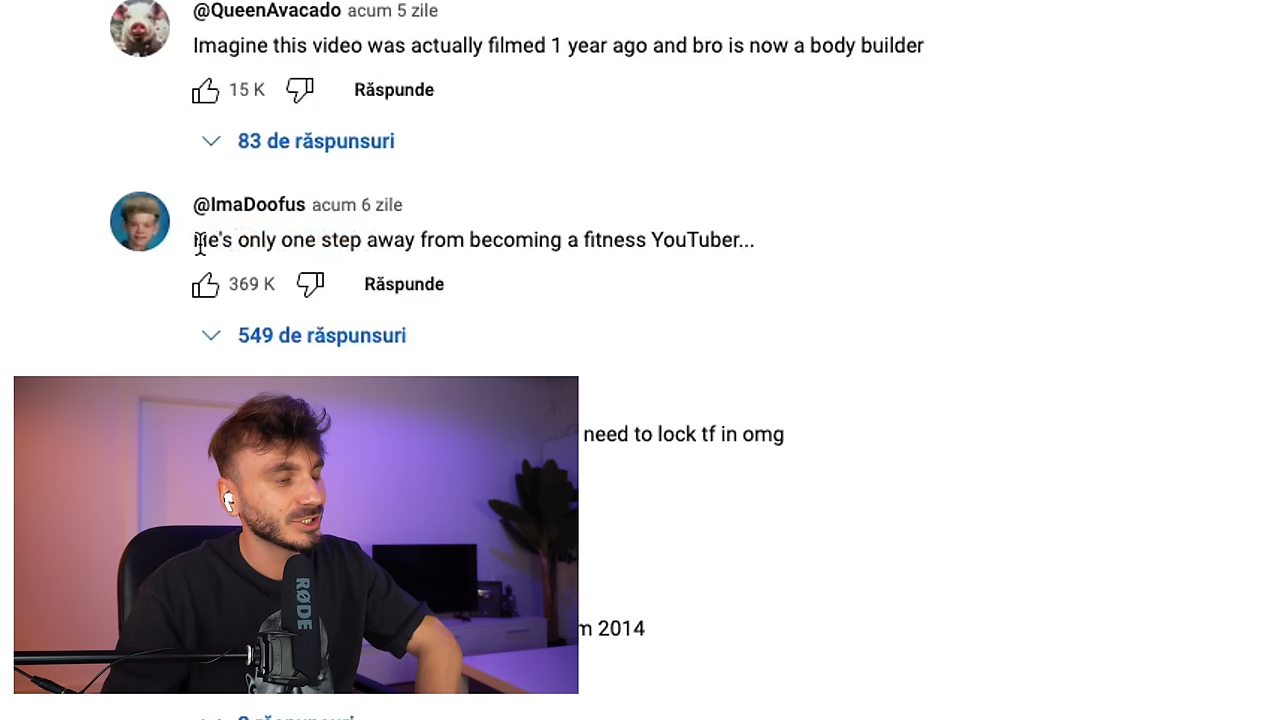 @QueenAvacado acum 5 zile
Imagine this video was actually filmed 1 year ago and bro is now a body builder
15 K Răspunde
83 de răspunsuri
@ImaDoofus acum 6 zile
He's only one step away from becoming a fitness YouTuber...
369 K Răspunde
549 de răspunsuri
need to lock tf in omg
RØDE
2014
răspunsuri